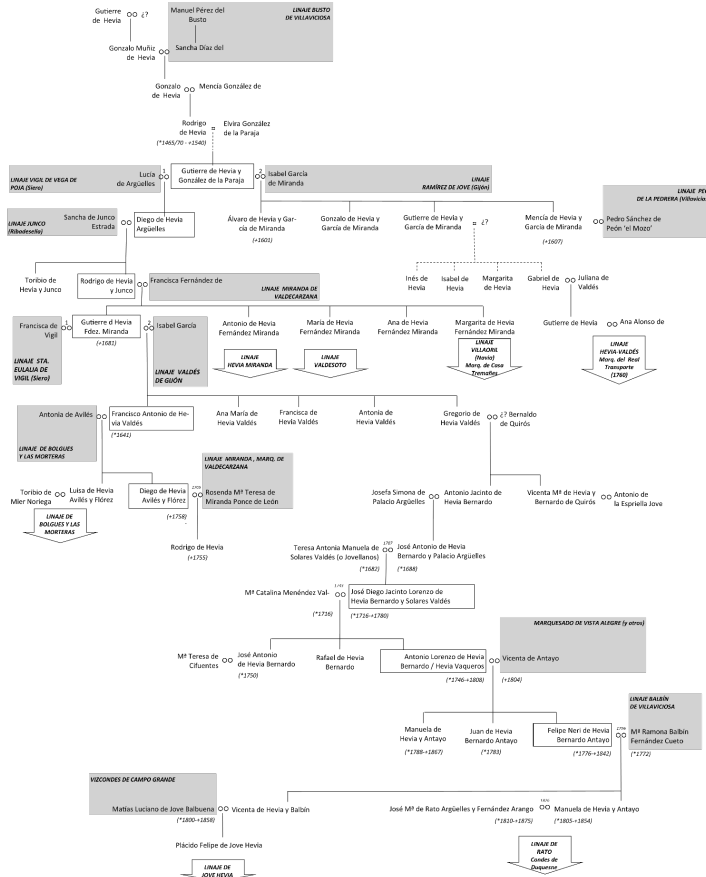 Gutierre
de Hevia
¿?
Manuel Pérez del
Busto
LINAJE BUSTO
DE VILLAVICIOSA
Gonzalo Muñiz
de Hevia
Sancha Díaz del
Gonzalo
de Hevia
Mencía González de
Rodrigo
de Hevia
(*1465/70 - +1540)
Elvira González
de la Paraja
LINAJE VIGIL DE VEGA DE
POJA (Siero)
Lucía
de Argüelles
1
Gutierre de Hevia y
González de la Paraja
2
Isabel García
de Miranda
LINAJE
RAMÍREZ DE JOVE (Gijón)
LINAJE JUNCO
(Ribadesella)
Sancha de Junco
Estrada
Diego de Hevia
Argüelles
Álvaro de Hevia y Gar-
cía de Miranda
(+1601)
Gonzalo de Hevia y
García de Miranda
Gutierre de Hevia y
García de Miranda
¿?
Mencía de Hevia y
García de Miranda
(+1607)
Pedro Sánchez de
Peón 'el Mozo'
DE LA PEDRERA (Villavicios
Toribio de
Hevia y Junco
Rodrigo de Hevia
y Junco
Francisca Fernández de
LINAJE MIRANDA DE
VALDECARZANA
Inés de
Hevia
Isabel de
Hevia
Margarita
de Hevia
Gabriel de
Hevia
Juliana de
Valdés
Francisca de
Vigil
1
Gutierre d Hevia
Fdez. Miranda
(+1681)
2
Isabel García
LINAJE STA.
EULALIA DE
VIGIL (Siero)
LINAJE VALDÉS
DE GIJÓN
Antonio de Hevia
Fernández Miranda
LINAJE
HEVIA MIRANDA
María de Hevia
Fernández Miranda
LINAJE
VALDESOTO
Ana de Hevia
Fernández Miranda
Margarita de Hevia
Fernández Miranda
LINAJE
VILLAORIL
(Navia)
Marq. de Casa
Tremañes
Gutierre de Hevia
Ana Alonso de
LINAJE
HEVIA-VALDÉS
Marq. del Real
Transporte
(1760)
Antonia de Avilés
LINAJE DE BOLGUES
Y LAS MORTERAS
Francisco Antonio de He-
via Valdés
(*1641)
Ana María de
Hevia Valdés
Francisca de
Hevia Valdés
Antonia de
Hevia Valdés
Gregorio de
Hevia Valdés
¿? Bernaldo
de Quirós
Toribio de
Mier Noriega
Luisa de Hevia
Avilés y Flórez
LINAJE DE
BOLGUES Y LAS
MORTERAS
Diego de Hevia
Avilés y Flórez
(+1758)
LINAJE MIRANDA , MARQ. DE
VALDECARZANA
Rosenda Mª Teresa de
Miranda Ponce de León
Rodrigo de Hevia
(+1755)
Josefa Simona de
Palacio Argüelles
Antonio Jacinto de
Hevia Bernardo
Vicenta Mª de Hevia y
Bernardo de Quirós
Antonio de
la Espriella Jove
Teresa Antonia Manuela de
Solares Valdés (o Jovellanos)
(*1682)
1707
José Antonio de Hevia
Bernardo y Palacio Argüelles
(*1688)
Mª Catalina Menéndez Val-
(*1716)
José Diego Jacinto Lorenzo de
Hevia Bernardo y Solares Valdés
(*1716-+1780)
Mª Teresa de
Cifuentes
José Antonio
de Hevia Bernardo
(*1750)
Rafael de Hevia
Bernardo
Antonio Lorenzo de Hevia
Bernardo / Hevia Vaqueros
(*1746-+1808)
MARQUESADO DE VISTA ALEGRE (y otros)
Vicenta de Antayo
(+1804)
Manuela de
Hevia y Antayo
(*1788-+1867)
Juan de Hevia
Bernardo Antayo
(*1783)
Felipe Neri de Hevia
Bernardo Antayo
(*1776-+1842)
LINAJE BALBÍN
DE VILLAVICIOSA
Mª Ramona Balbín
Fernández Cueto
(*1772)
VIZCONDES DE CAMPO GRANDE
Matías Luciano de Jove Balbuena
(*1800-+1858)
Vicenta de Hevia y Balbín
José Mª de Rato Argüelles y Fernández Arango
(*1810-+1875)
Manuela de Hevia y Antayo
(*1805-+1854)
Plácido Felipe de Jove Hevia
LINAJE DE
JOVE HEVIA
LINAJE DE
RATO
Condes de
Duquesne